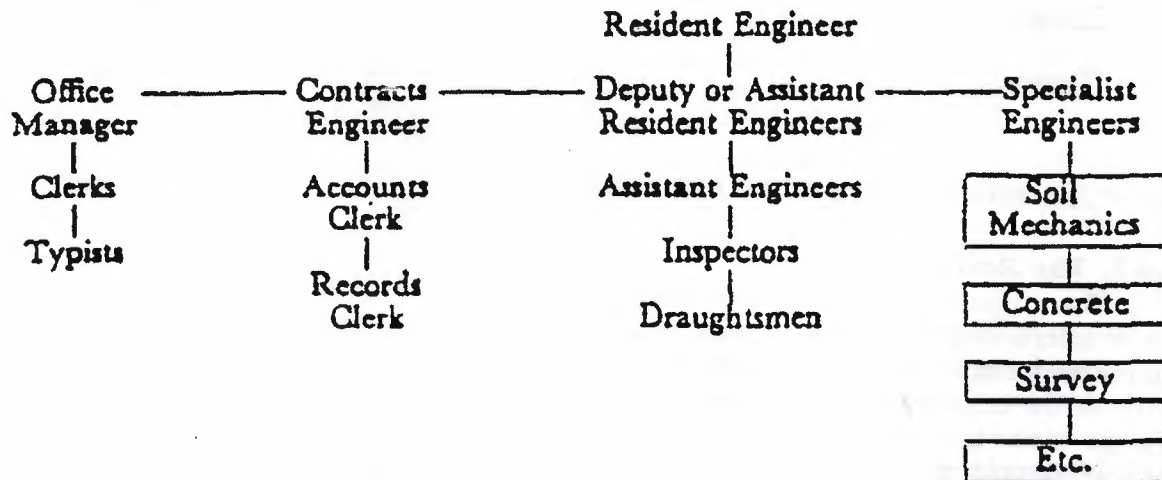 Resident Engineer
Office Manager
Contracts Engineer
Deputy or Assistant Resident Engineers
Specialist Engineers
Clerks
Typists
Accounts Clerk
Records Clerk
Assistant Engineers
Inspectors
Draughtsmen
Soil Mechanics
Concrete
Survey
Etc.